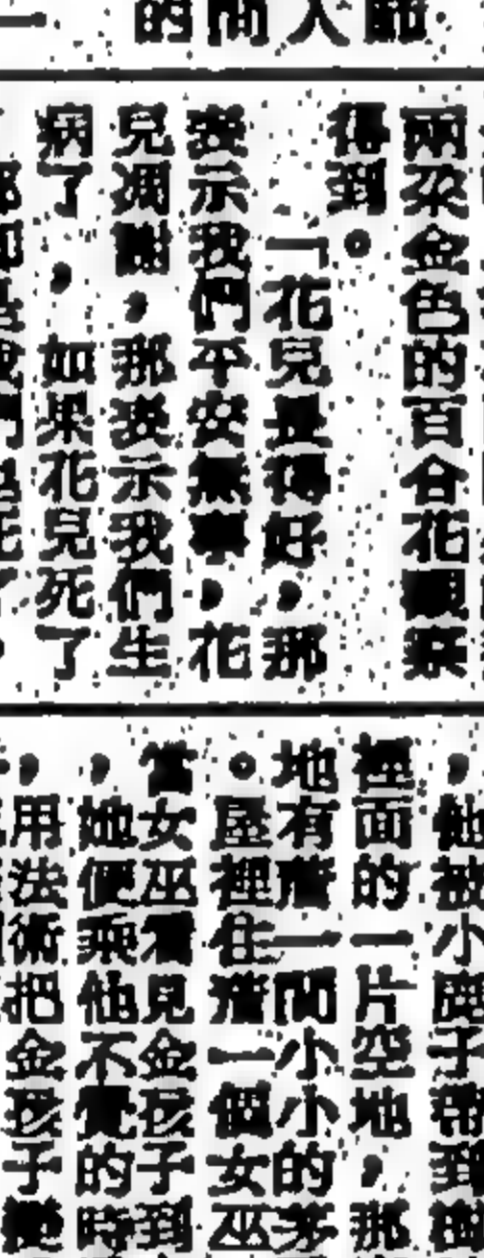 師
人
間
的
一
兩朵金色的百合花觀察
得到。
「花兒得好,那
表示我們平安無事,花
兒凋謝,那表示我們生
病了,如果花兒死了
,他被小鹿子帶到
裡面的一片空地,那
地有着一間小小的茅
。屋裡住着一個女巫
當女巫看見金孩子到
,她便乘他不覺的時
,用法術把金孩子變